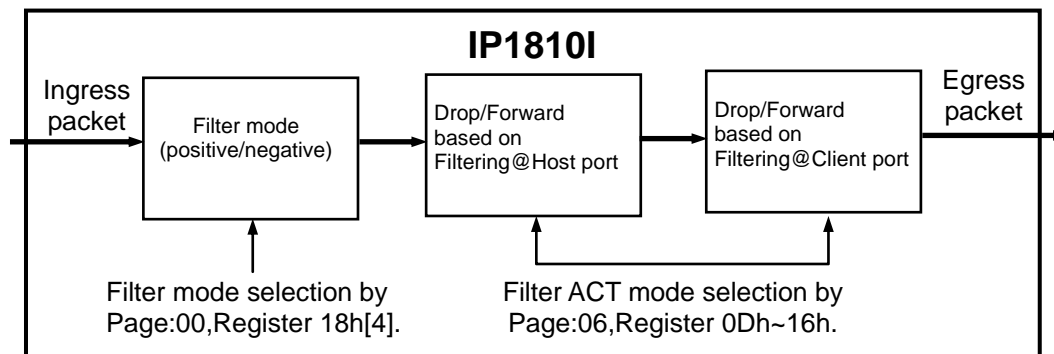 IP1810I
Ingress
packet
Filter mode
(positive/negative)
Drop/Forward
based on
Filtering@Host port
Drop/Forward
based on
Filtering@Client port
Egress
packet
Filter mode selection by
Page:00,Register 18h[4].
Filter ACT mode selection by
Page:06,Register 0Dh~16h.